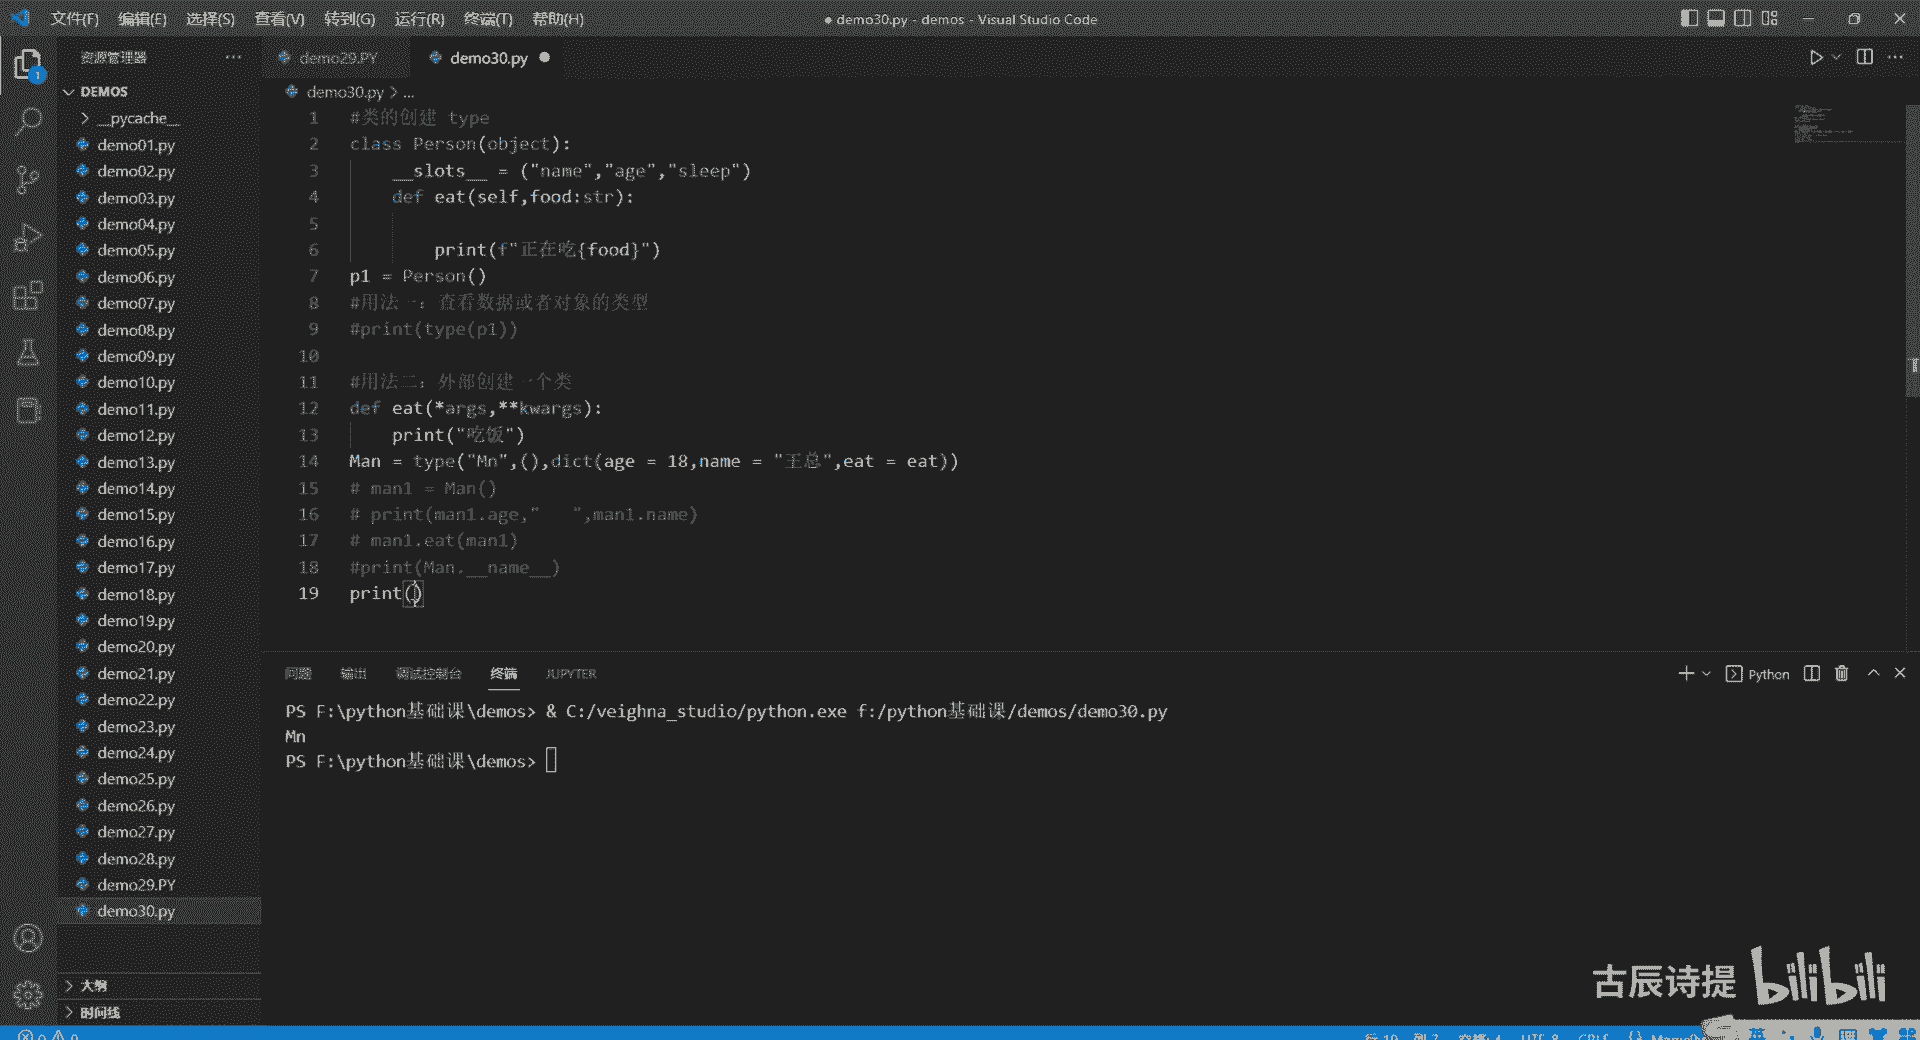 文件(F) 编辑(E) 选择(S) 查看(V) 转到(G) 运行(R) 终端(T) 帮助(H)
● demo30.py - demos - Visual Studio Code
资源管理器
demo29.PY
demo30.py
1
DEMOS
__pycache__
demo01.py
demo02.py
demo03.py
demo04.py
demo05.py
demo06.py
demo07.py
demo08.py
demo09.py
demo10.py
demo11.py
demo12.py
demo13.py
demo14.py
demo15.py
demo16.py
demo17.py
demo18.py
demo19.py
demo20.py
demo21.py
demo22.py
demo23.py
demo24.py
demo25.py
demo26.py
demo27.py
demo28.py
demo29.PY
demo30.py
大纲
时间线
demo30.py > ...
1 #类的创建 type
2 class Person(object):
3 __slots__ = ("name","age","sleep")
4 def eat(self,food:str):
5
6 print(f"正在吃{food}")
7 p1 = Person()
8 #用法一：查看数据或者对象的类型
9 #print(type(p1))
10
11 #用法二：外部创建一个类
12 def eat(*args,**kwargs):
13 print("吃饭")
14 Man = type("Mn",(),dict(age = 18,name = "王总",eat = eat))
15 # man1 = Man()
16 # print(man1.age,"   ",man1.name)
17 # man1.eat(man1)
18 #print(Man.__name__)
19 print()
问题 输出 调试控制台 终端 JUPYTER
Python
PS F:\python基础课\demos> & C:/veighna_studio/python.exe f:/python基础课/demos/demo30.py
Mn
PS F:\python基础课\demos>
古辰诗提 bilibili